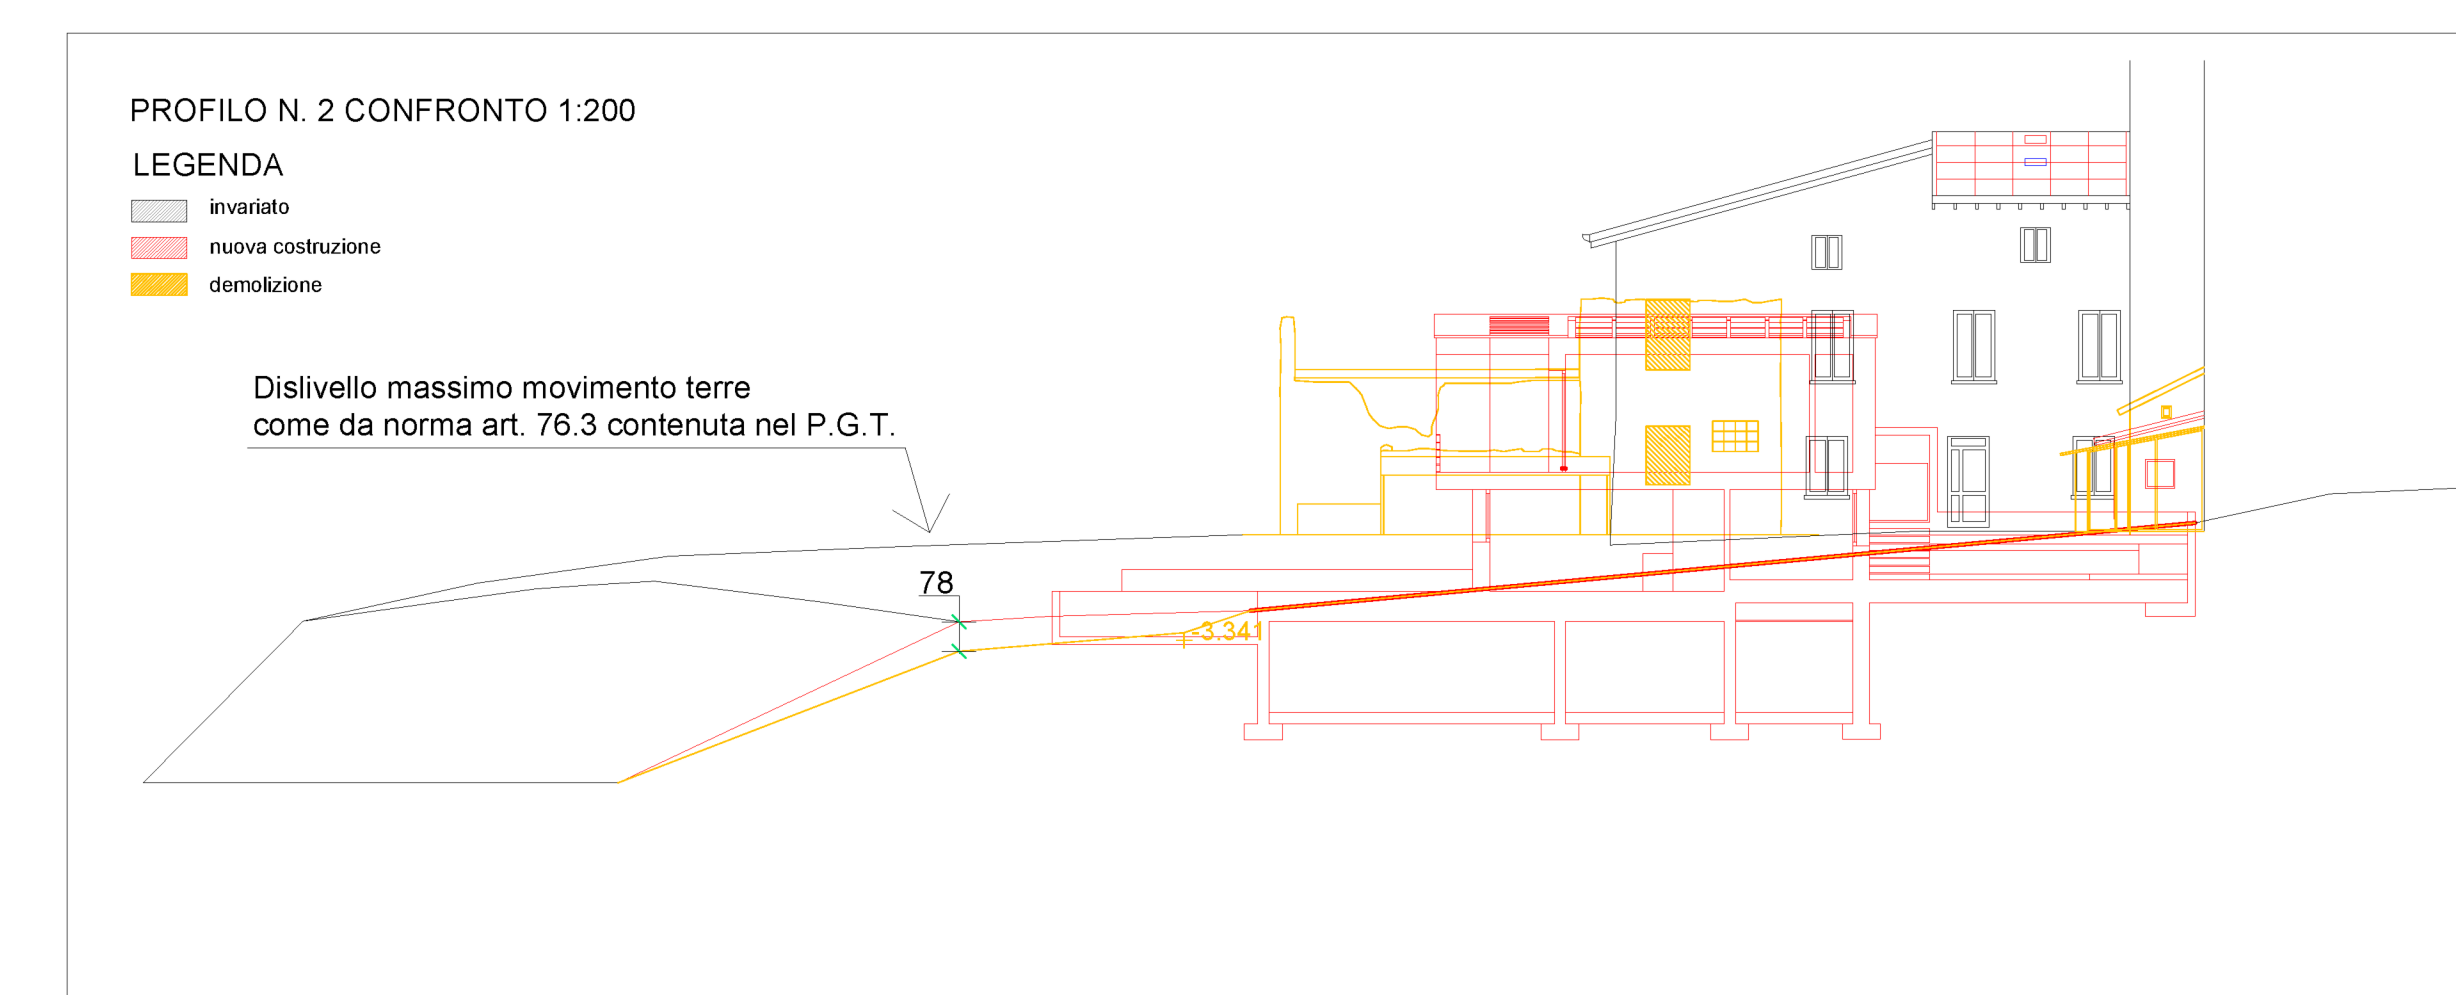 PROFILO N. 2 CONFRONTO 1:200
LEGENDA
invariato
nuova costruzione
demolizione
Dislivello massimo movimento terre
come da norma art. 76.3 contenuta nel P.G.T.
78
-3.341